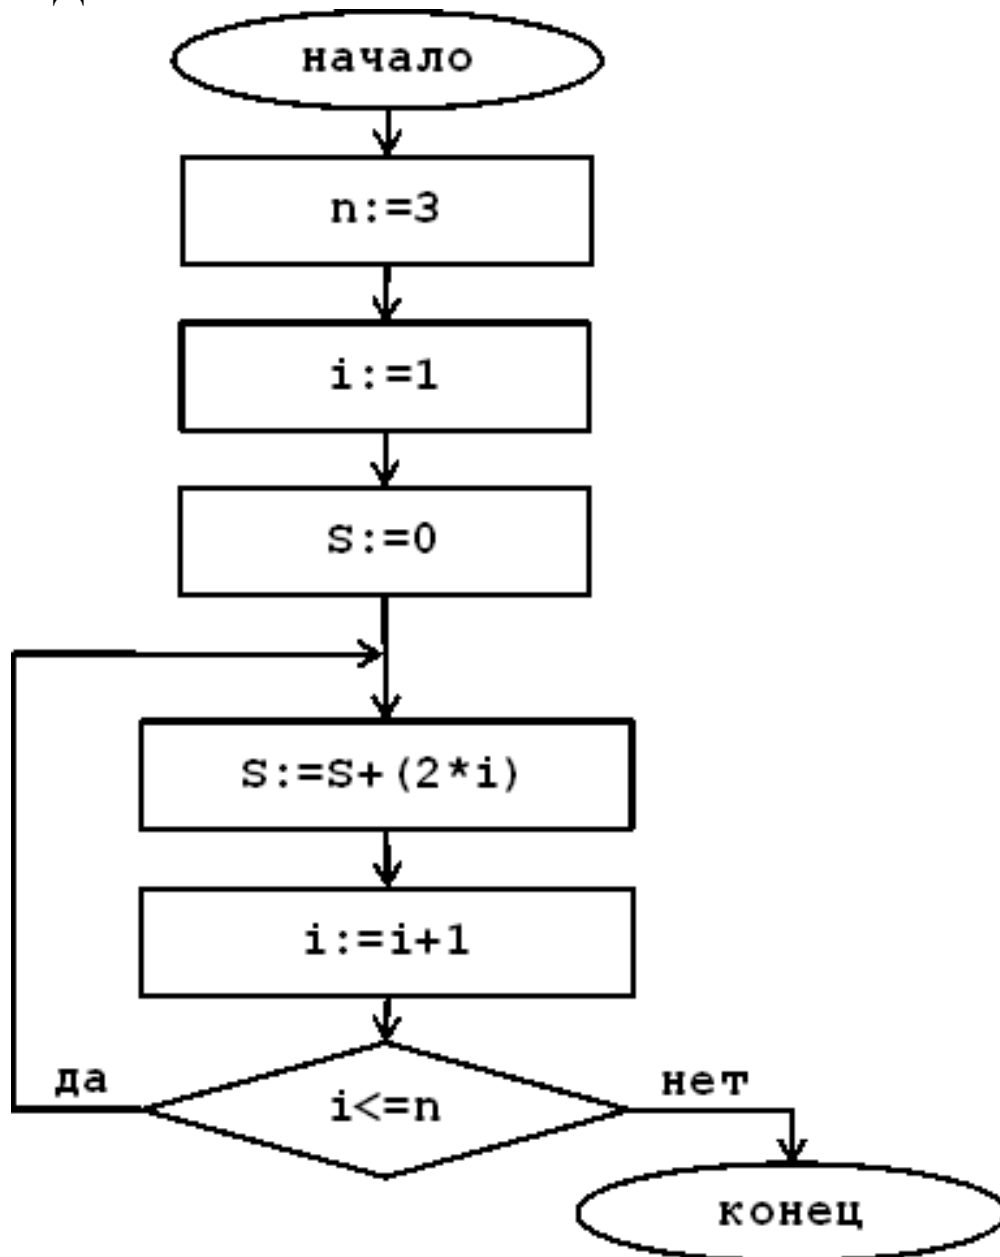 начало
n:=3
i:=1
S:=0
S:=S+(2*i)
i:=i+1
да
нет
i<=n
конец